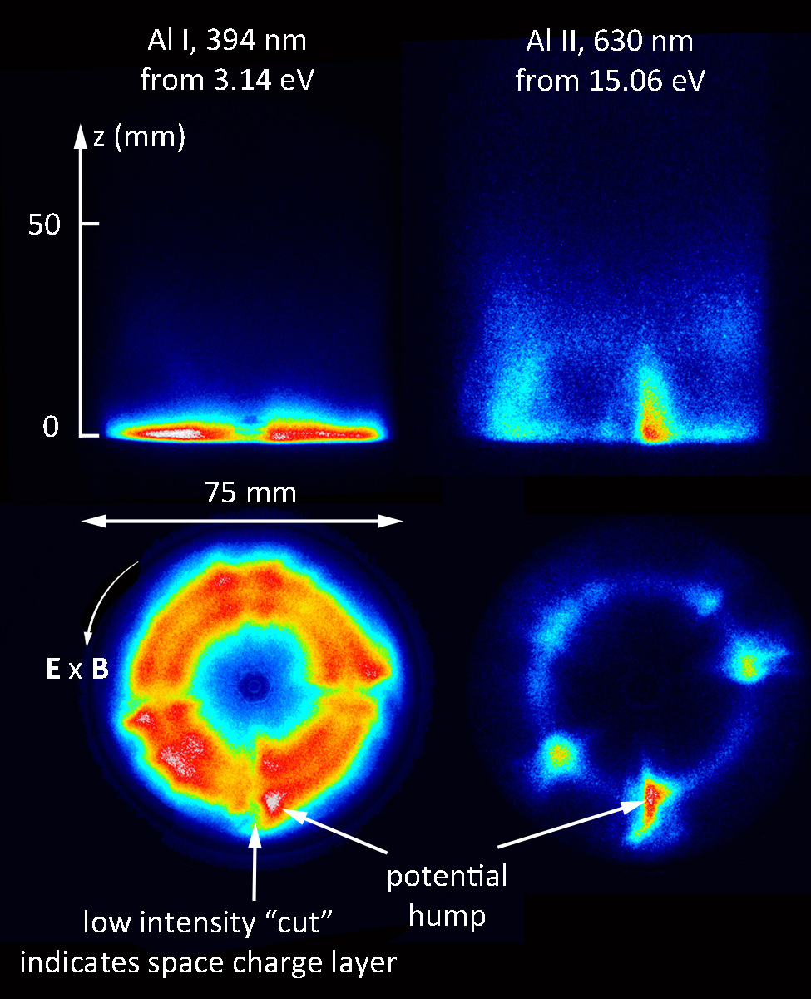 Al I, 394 nm
from 3.14 eV
Al II, 630 nm
from 15.06 eV
z (mm)
50
0
75 mm
E x B
potential
hump
low intensity “cut”
indicates space charge layer